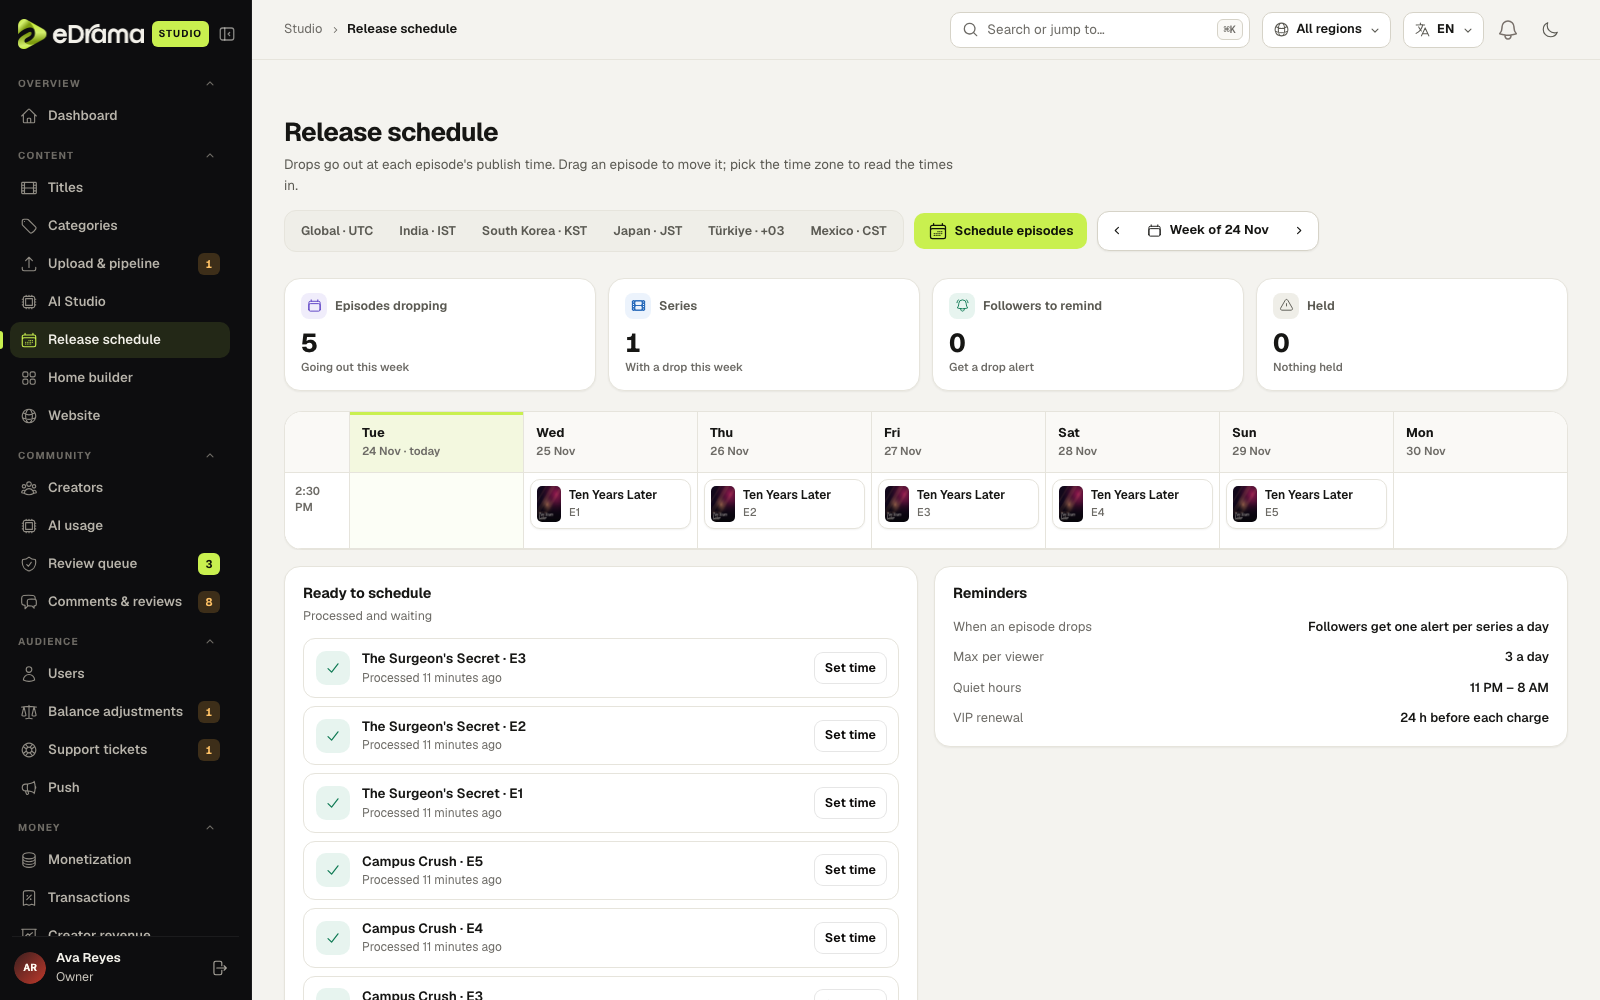 eDrama STUDIO
Studio › Release schedule
Search or jump to...
⌘K
All regions
EN
OVERVIEW
Dashboard
CONTENT
Titles
Categories
Upload & pipeline 1
AI Studio
Release schedule
Home builder
Website
COMMUNITY
Creators
AI usage
Review queue 3
Comments & reviews 8
AUDIENCE
Users
Balance adjustments 1
Support tickets 1
Push
MONEY
Monetization
Transactions
Creator revenue
AR
Ava Reyes
Owner
Release schedule
Drops go out at each episode's publish time. Drag an episode to move it; pick the time zone to read the times
in.
Global · UTC
India · IST
South Korea · KST
Japan · JST
Türkiye · +03
Mexico · CST
Schedule episodes
Week of 24 Nov
Episodes dropping
5
Going out this week
Series
1
With a drop this week
Followers to remind
0
Get a drop alert
Held
0
Nothing held
Tue
24 Nov · today
Wed
25 Nov
Thu
26 Nov
Fri
27 Nov
Sat
28 Nov
Sun
29 Nov
Mon
30 Nov
2:30
PM
Ten Years Later
E1
Ten Years Later
E2
Ten Years Later
E3
Ten Years Later
E4
Ten Years Later
E5
Ready to schedule
Processed and waiting
The Surgeon's Secret · E3
Processed 11 minutes ago
Set time
The Surgeon's Secret · E2
Processed 11 minutes ago
Set time
The Surgeon's Secret · E1
Processed 11 minutes ago
Set time
Campus Crush · E5
Processed 11 minutes ago
Set time
Campus Crush · E4
Processed 11 minutes ago
Set time
Campus Crush · E3
Reminders
When an episode drops
Followers get one alert per series a day
Max per viewer
3 a day
Quiet hours
11 PM – 8 AM
VIP renewal
24 h before each charge